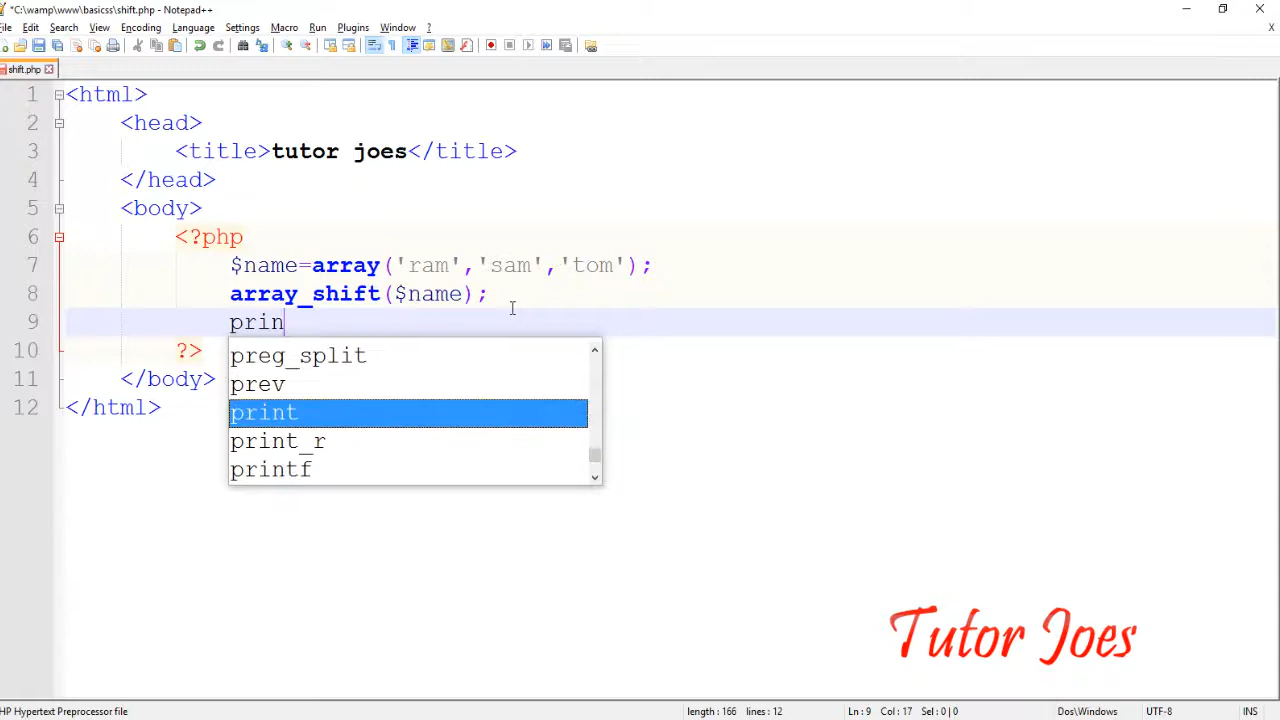 *C:\wamp\www\basicss\shift.php - Notepad++
File Edit Search View Encoding Language Settings Macro Run Plugins Window ?
X
shift.php
1 <html>
2 <head>
3 <title>tutor joes</title>
4 </head>
5 <body>
6 <?php
7 $name=array('ram','sam','tom');
8 array_shift($name);
9 prin
10 ?>
11 </body>
12 </html>
preg_split
prev
print
print_r
printf
Tutor Joes
PHP Hypertext Preprocessor file length : 166 lines : 12 Ln : 9 Col : 17 Sel : 0 | 0 Dos\Windows UTF-8 INS